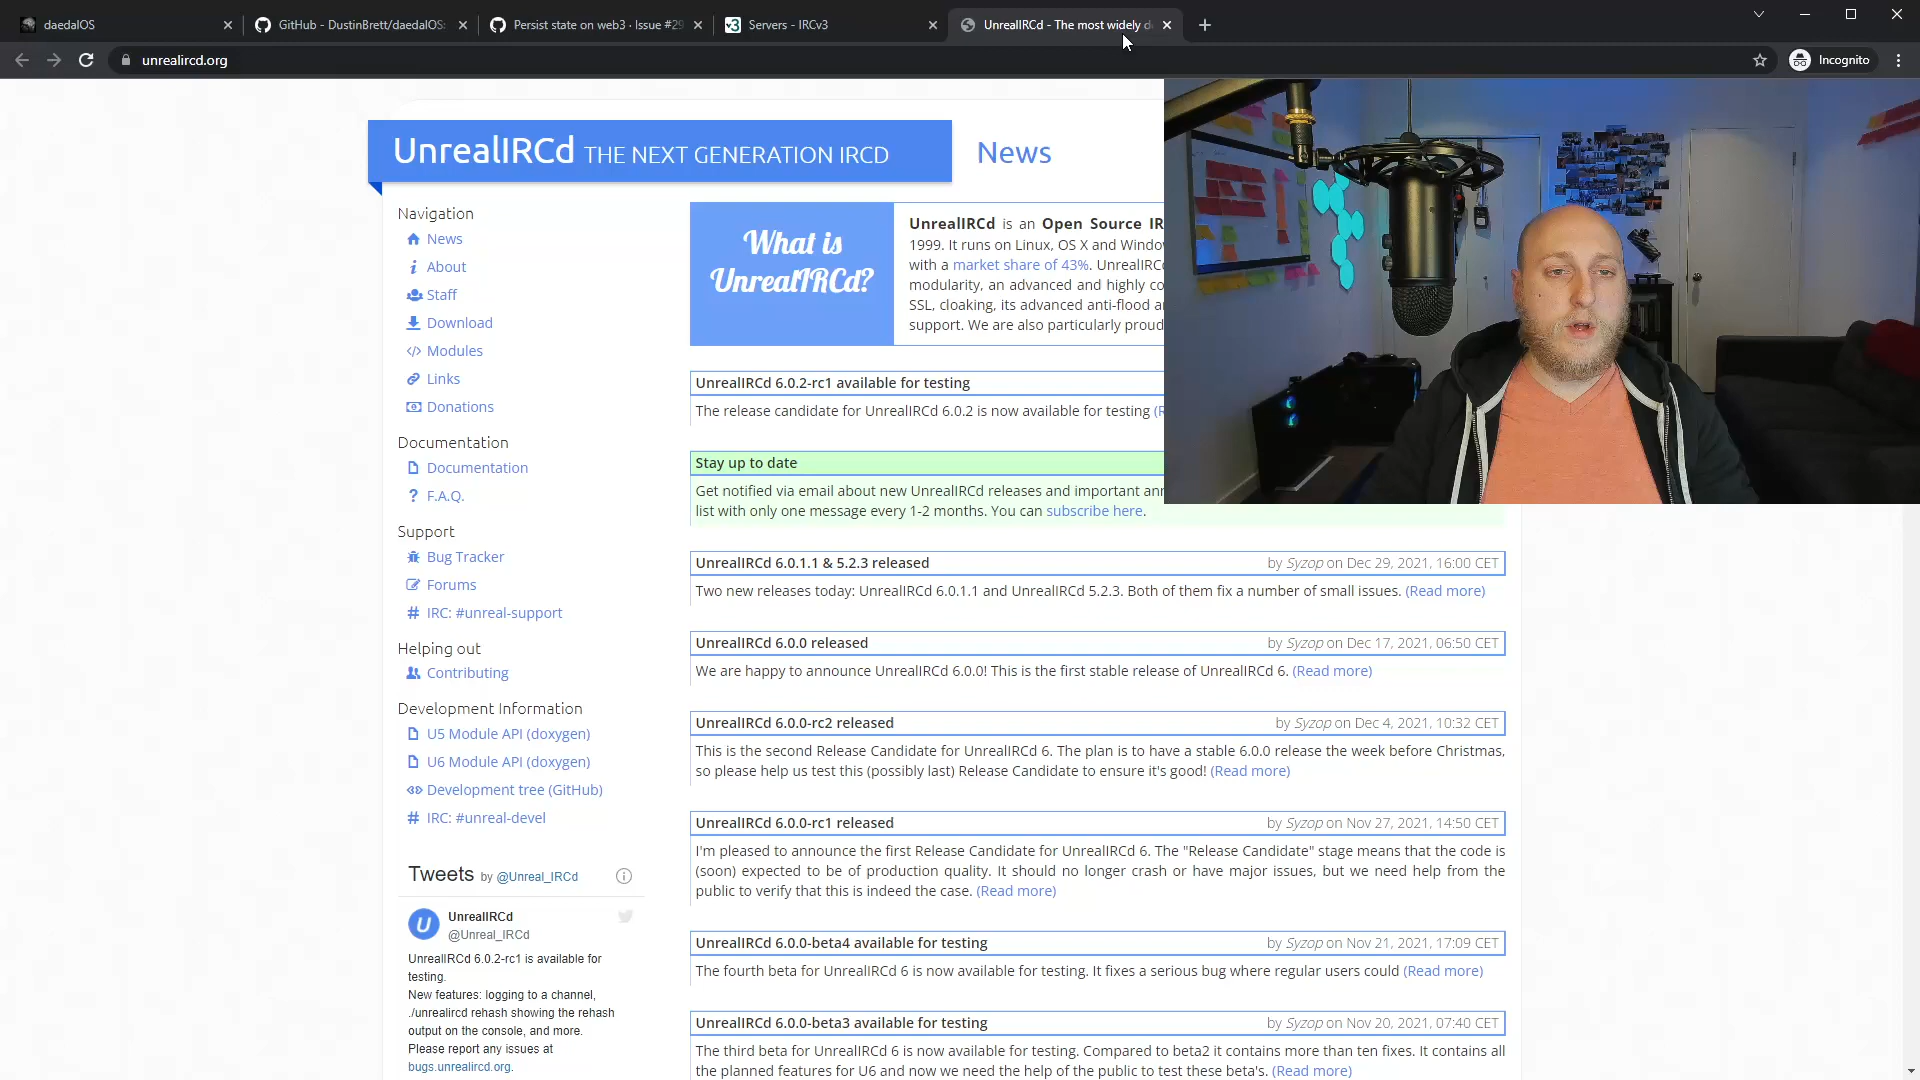 daedalOS
GitHub - DustinBrett/daedalOS:
Persist state on web3 · Issue #29
v3 Servers - IRCv3
UnrealIRCd - The most widely d
unrealircd.org
Incognito
UnrealIRCd THE NEXT GENERATION IRCD
News
Navigation
News
About
Staff
Download
Modules
Links
Donations
Documentation
Documentation
F.A.Q.
Support
Bug Tracker
Forums
IRC: #unreal-support
Helping out
Contributing
Development Information
U5 Module API (doxygen)
U6 Module API (doxygen)
Development tree (GitHub)
IRC: #unreal-devel
Tweets by @Unreal_IRCd
UnrealIRCd
@Unreal_IRCd
UnrealIRCd 6.0.2-rc1 is available for
testing.
New features: logging to a channel,
./unrealircd rehash showing the rehash
output on the console, and more.
Please report any issues at
bugs.unrealircd.org.
What is
UnrealIRCd?
UnrealIRCd is an Open Source IR
1999. It runs on Linux, OS X and Windo
with a market share of 43%. UnrealIRC
modularity, an advanced and highly co
SSL, cloaking, its advanced anti-flood a
support. We are also particularly proud
UnrealIRCd 6.0.2-rc1 available for testing
The release candidate for UnrealIRCd 6.0.2 is now available for testing (R
Stay up to date
Get notified via email about new UnrealIRCd releases and important ann
list with only one message every 1-2 months. You can subscribe here.
UnrealIRCd 6.0.1.1 & 5.2.3 released by Syzop on Dec 29, 2021, 16:00 CET
Two new releases today: UnrealIRCd 6.0.1.1 and UnrealIRCd 5.2.3. Both of them fix a number of small issues. (Read more)
UnrealIRCd 6.0.0 released by Syzop on Dec 17, 2021, 06:50 CET
We are happy to announce UnrealIRCd 6.0.0! This is the first stable release of UnrealIRCd 6. (Read more)
UnrealIRCd 6.0.0-rc2 released by Syzop on Dec 4, 2021, 10:32 CET
This is the second Release Candidate for UnrealIRCd 6. The plan is to have a stable 6.0.0 release the week before Christmas,
so please help us test this (possibly last) Release Candidate to ensure it's good! (Read more)
UnrealIRCd 6.0.0-rc1 released by Syzop on Nov 27, 2021, 14:50 CET
I'm pleased to announce the first Release Candidate for UnrealIRCd 6. The "Release Candidate" stage means that the code is
(soon) expected to be of production quality. It should no longer crash or have major issues, but we need help from the
public to verify that this is indeed the case. (Read more)
UnrealIRCd 6.0.0-beta4 available for testing by Syzop on Nov 21, 2021, 17:09 CET
The fourth beta for UnrealIRCd 6 is now available for testing. It fixes a serious bug where regular users could (Read more)
UnrealIRCd 6.0.0-beta3 available for testing by Syzop on Nov 20, 2021, 07:40 CET
The third beta for UnrealIRCd 6 is now available for testing. Compared to beta2 it contains more than ten fixes. It contains all
the planned features for U6 and now we need the help of the public to test these beta's. (Read more)